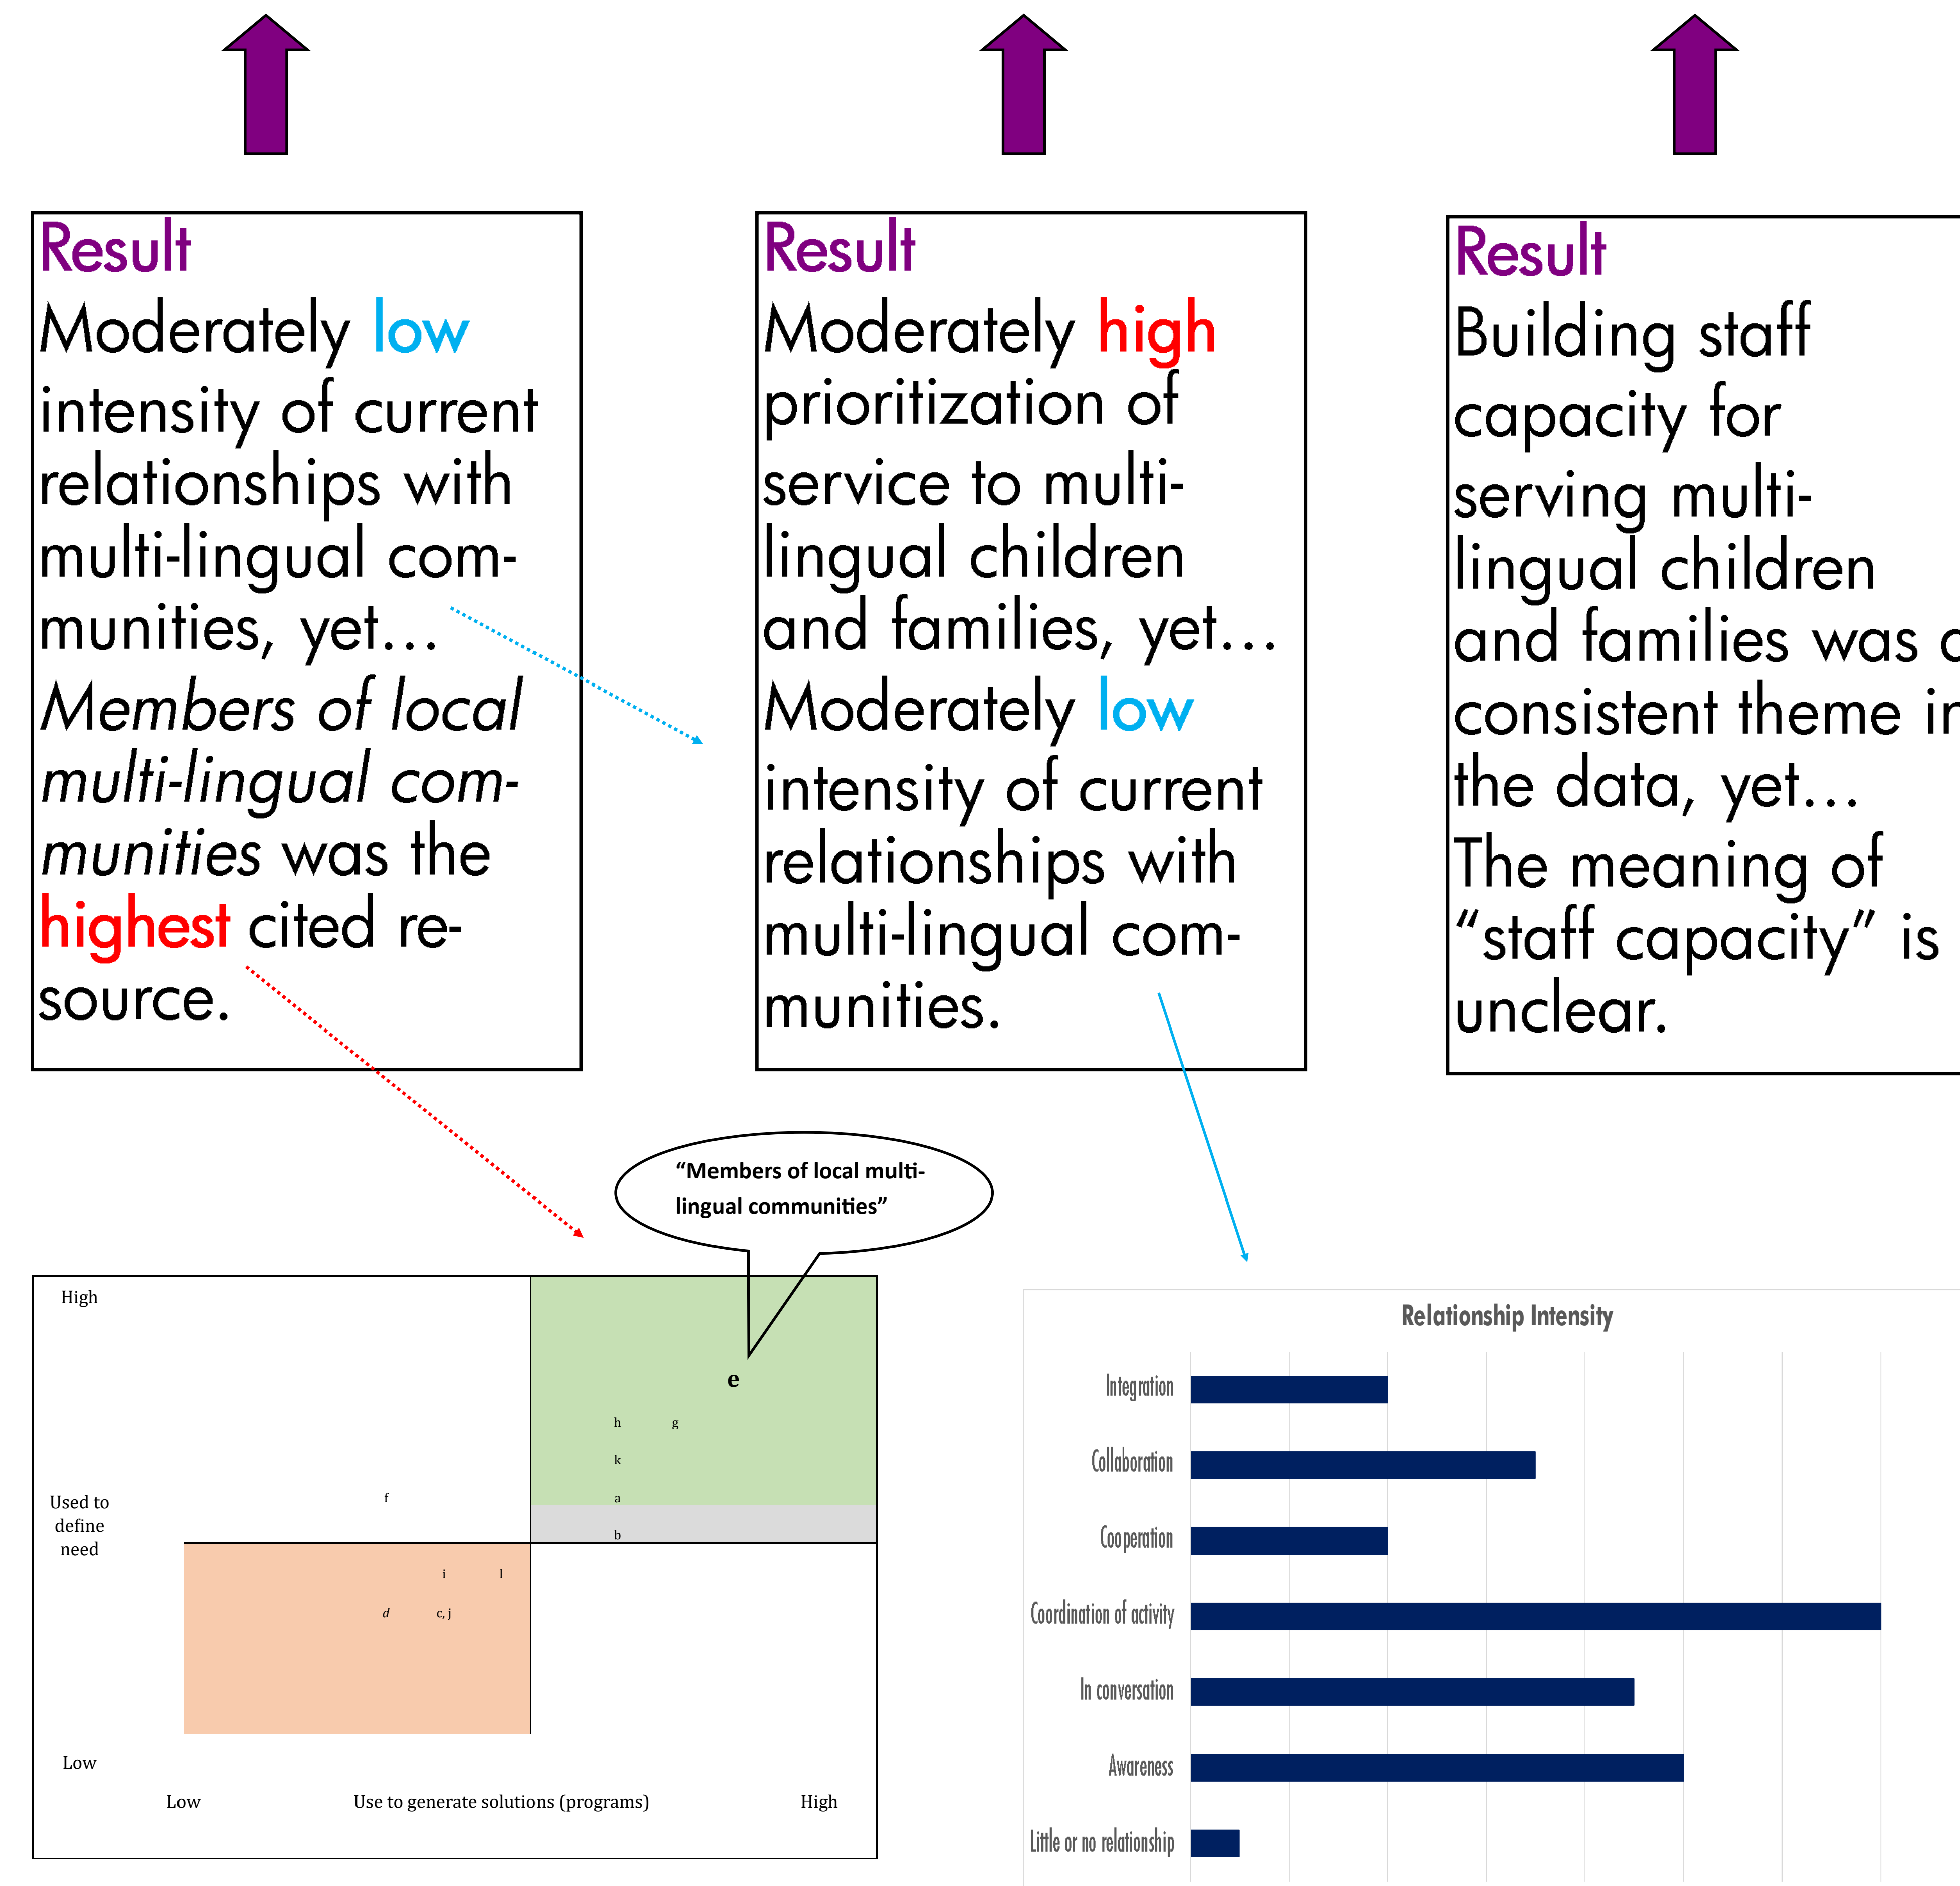 Result
Moderately low
intensity of current
relationships with
multi-lingual com-
munities, yet…
Members of local
multi-lingual com-
munities was the
highest cited re-
source.
Result
Moderately high
prioritization of
service to multi-
lingual children
and families, yet…
Moderately low
intensity of current
relationships with
multi-lingual com-
munities.
Result
Building staff
capacity for
serving multi-
lingual children
and families was
consistent theme in
the data, yet…
The meaning of
“staff capacity” is
unclear.
“Members of local multi-
lingual communities”
High
e
h g
k
f a
Used to
define
need
b
i l
d c, j
Low
Low Use to generate solutions (programs) High
Relationship Intensity
Integration
Collaboration
Cooperation
Coordination of activity
In conversation
Awareness
Little or no relationship